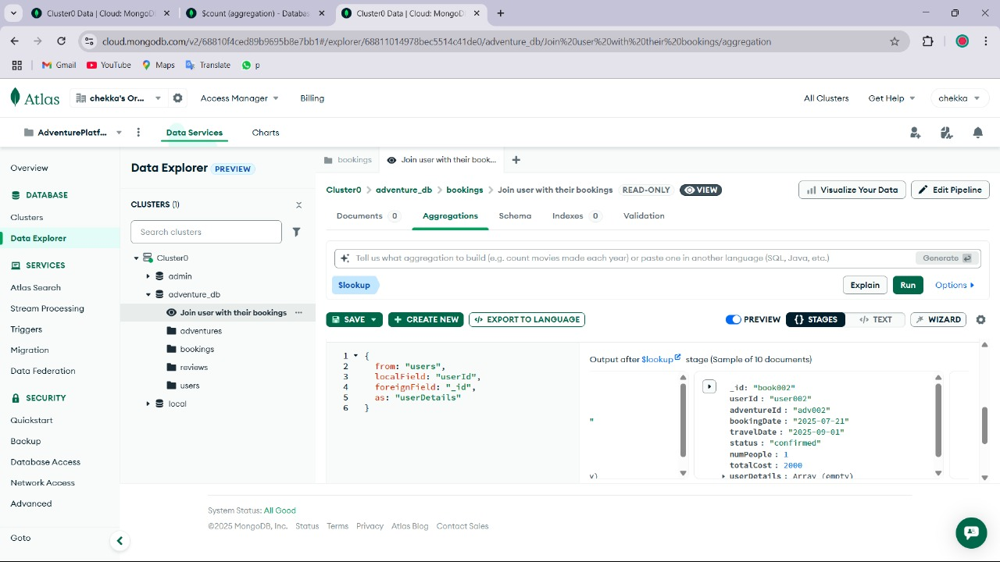 Cluster0 Data | Cloud: MongoD
$count (aggregation) - Databas
Cluster0 Data | Cloud: MongoD
cloud.mongodb.com/v2/68810f4ced89b9695b8e7bb1#/explorer/68811014978bec5514c41de0/adventure_db/Join%20user%20with%20their%20bookings/aggregation
Gmail
YouTube
Maps
Translate
p
Atlas
chekka's Or...
Access Manager
Billing
All Clusters
Get Help
chekka
AdventurePlatf...
Data Services
Charts
Overview
DATABASE
Clusters
Data Explorer
SERVICES
Atlas Search
Stream Processing
Triggers
Migration
Data Federation
SECURITY
Quickstart
Backup
Database Access
Network Access
Advanced
Goto
Data Explorer PREVIEW
CLUSTERS (1)
Search clusters
Cluster0
admin
adventure_db
Join user with their bookings
adventures
bookings
reviews
users
local
bookings
Join user with their book...
Cluster0 > adventure_db > bookings > Join user with their bookings READ-ONLY VIEW
Visualize Your Data
Edit Pipeline
Documents 0
Aggregations
Schema
Indexes 0
Validation
Tell us what aggregation to build (e.g. count movies made each year) or paste one in another language (SQL, Java, etc.)
Generate
$lookup
Explain
Run
Options
SAVE
CREATE NEW
EXPORT TO LANGUAGE
PREVIEW
{} STAGES
</> TEXT
WIZARD
1 {
2 from: "users",
3 localField: "userId",
4 foreignField: "_id",
5 as: "userDetails"
6 }
Output after $lookup stage (Sample of 10 documents)
"
y)
_id: "book002"
userId : "user002"
adventureId : "adv002"
bookingDate : "2025-07-21"
travelDate : "2025-09-01"
status : "confirmed"
numPeople : 1
totalCost : 2000
userDetails : Array (empty)
System Status: All Good
©2025 MongoDB, Inc. Status Terms Privacy Atlas Blog Contact Sales